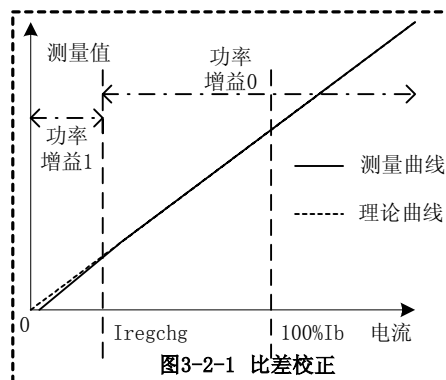 测量值
功率
增益0
功率
增益1
测量曲线
理论曲线
0
Iregchg
100%Ib
电流
图3-2-1 比差校正